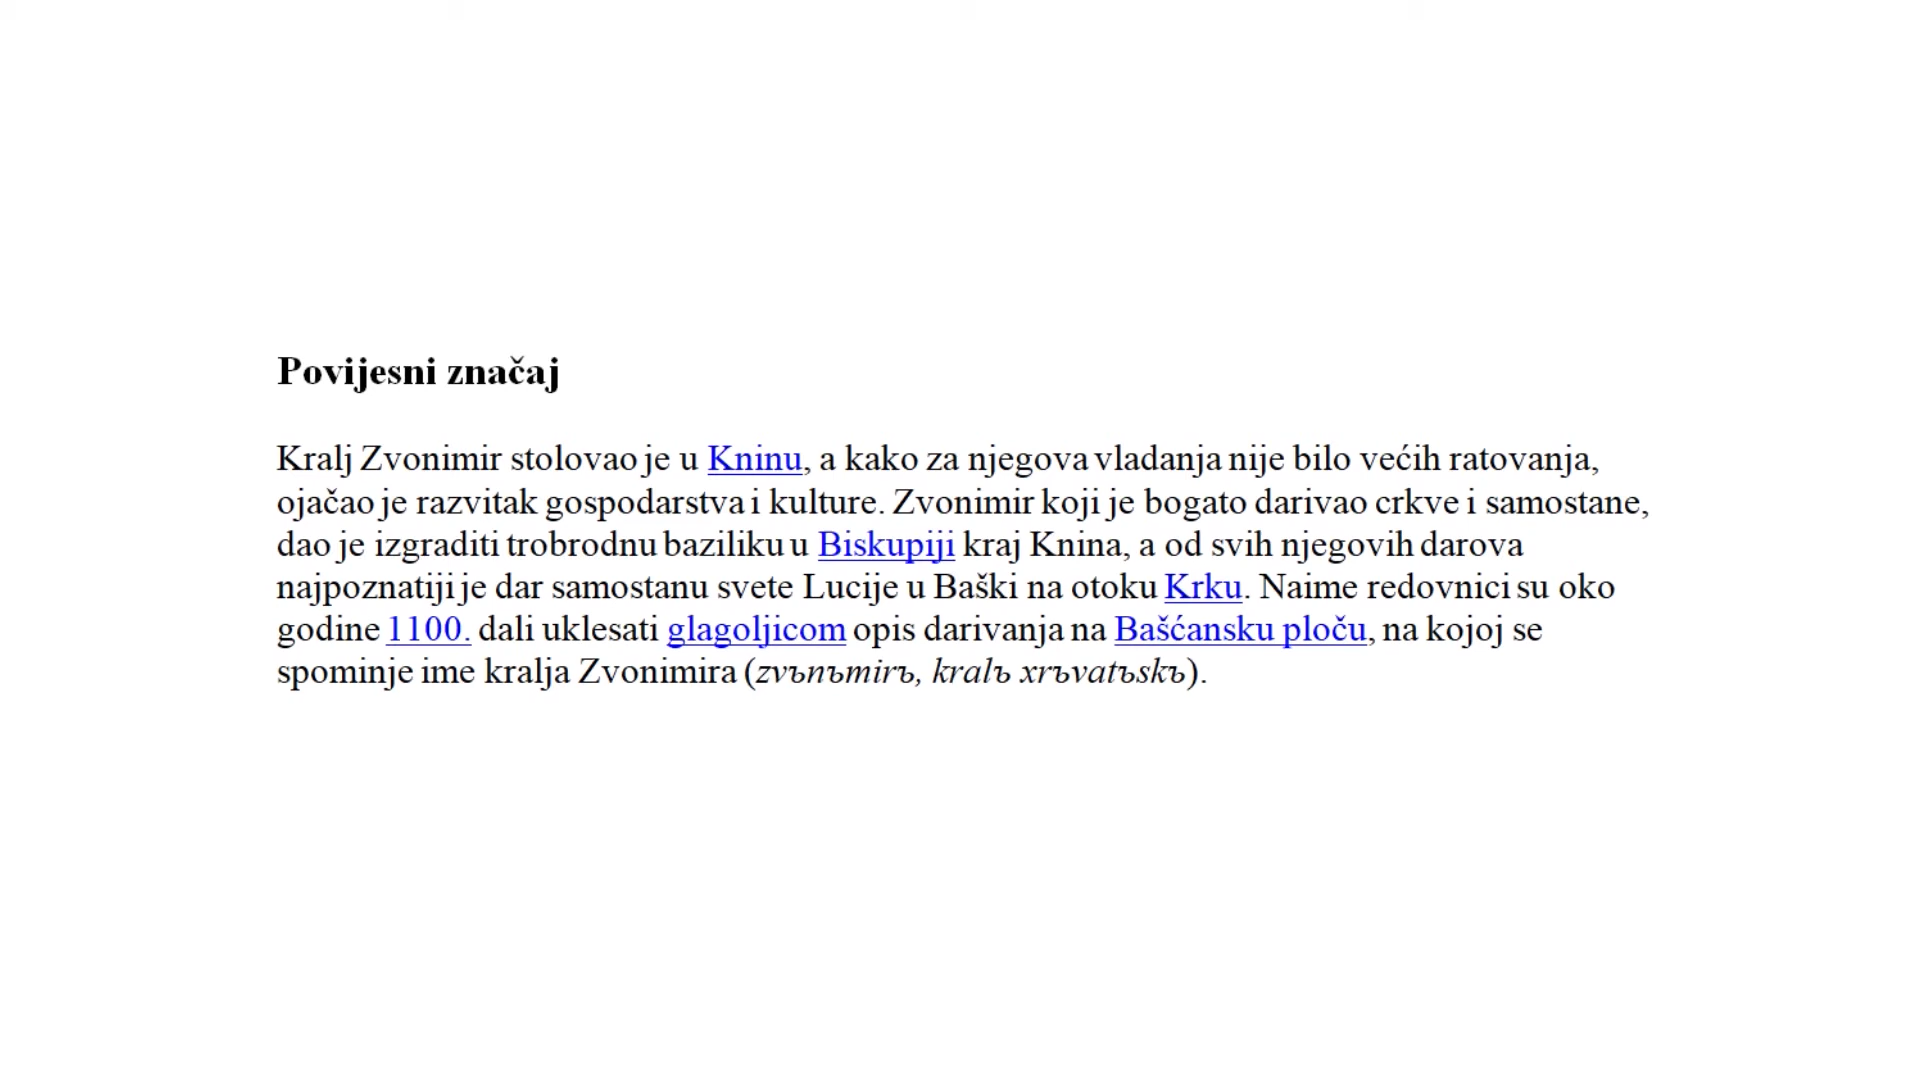 Povijesni značaj
Kralj Zvonimir stolovao je u Kninu, a kako za njegova vladanja nije bilo većih ratovanja,
ojačao je razvitak gospodarstva i kulture. Zvonimir koji je bogato darivao crkve i samostane,
dao je izgraditi trobrodnu baziliku u Biskupiji kraj Knina, a od svih njegovih darova
najpoznatiji je dar samostanu svete Lucije u Baški na otoku Krku. Naime redovnici su oko
godine 1100. dali uklesati glagoljicom opis darivanja na Bašćansku ploču, na kojoj se
spominje ime kralja Zvonimira (zvъnъmirъ, kralъ xrъvatъskъ).